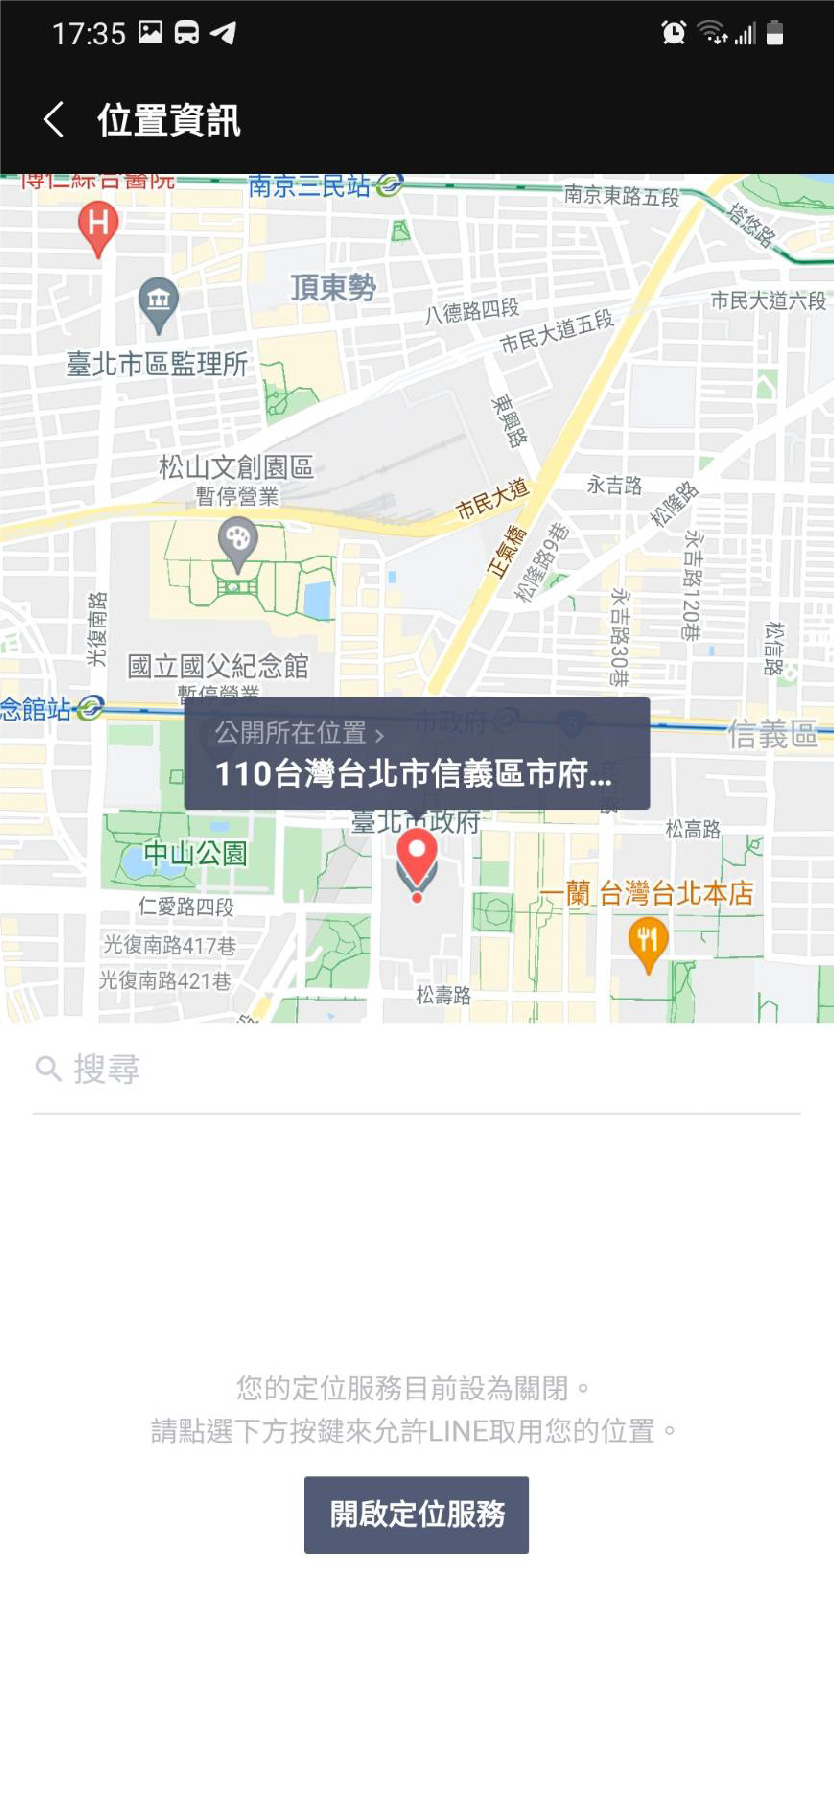 17:35
位置資訊
博仁綜合醫院
南京三民站
南京東路五段
塔悠路
H
頂東勢
八德路四段
市民大道五段
市民大道六段
臺北市區監理所
東興路
松山文創園區
暫停營業
市民大道
永吉路
松隆路
正氣橋
松隆路9巷
永吉路120巷
光復南路
永吉路30巷
松信路
國立國父紀念館
暫停營業
念館站
公開所在位置 >
市政府
信義區
110台灣台北市信義區市府...
臺北市政府
松高路
中山公園
一蘭 台灣台北本店
仁愛路四段
光復南路417巷
光復南路421巷
松壽路
搜尋
您的定位服務目前設為關閉。
請點選下方按鍵來允許LINE取用您的位置。
開啟定位服務